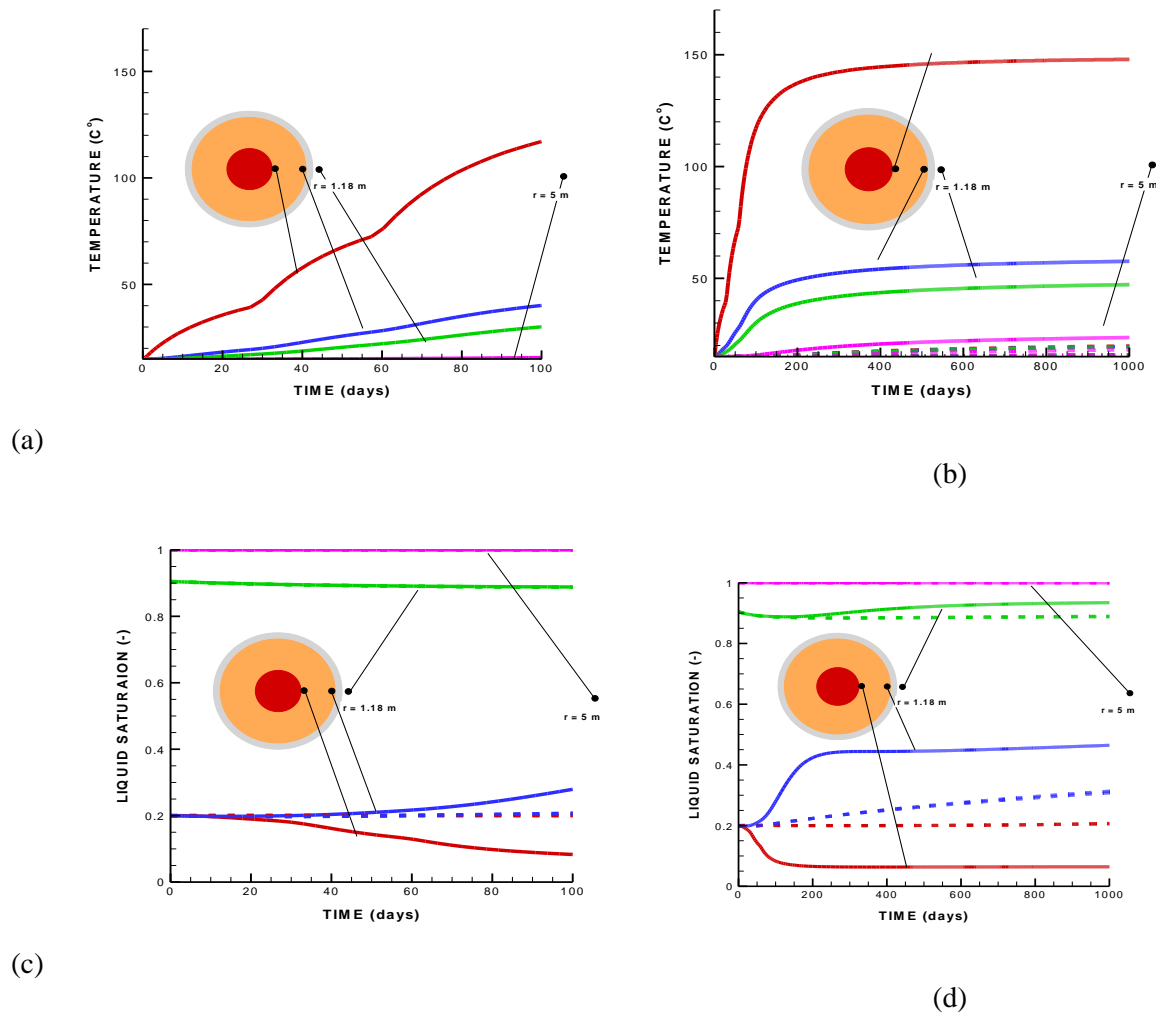 150
100
50
TEMPERATURE (C°)
r = 1.18 m
r = 5 m
0 20 40 60 80 100
TIME (days)
(a)
150
100
50
TEMPERATURE (C°)
r = 1.18 m
r = 5 m
0 200 400 600 800 1000
TIME (days)
(b)
1
0.8
0.6
0.4
0.2
0
LIQUID SATURAION (-)
r = 1.18 m
r = 5 m
0 20 40 60 80 100
TIME (days)
(c)
1
0.8
0.6
0.4
0.2
0
LIQUID SATURATION (-)
r = 1.18 m
r = 5 m
0 200 400 600 800 1000
TIME (days)
(d)